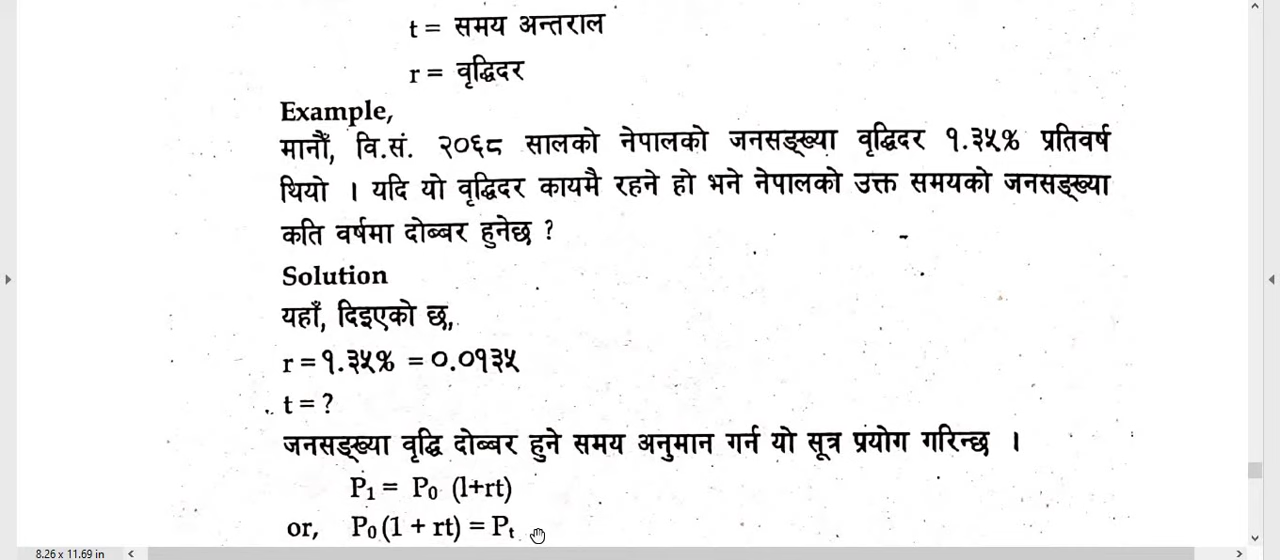 t = समय अन्तराल
r = वृद्धिदर
Example,
मानौं, वि.सं. २०६८ सालको नेपालको जनसङ्ख्या वृद्धिदर १.३५% प्रतिवर्ष
थियो । यदि यो वृद्धिदर कायमै रहने हो भने नेपालको उक्त समयको जनसङ्ख्या
कति वर्षमा दोब्बर हुनेछ ?
Solution
यहाँ, दिइएको छ,
r = १.३५% = ०.०१३५
t = ?
जनसङ्ख्या वृद्धि दोब्बर हुने समय अनुमान गर्न यो सूत्र प्रयोग गरिन्छ ।
P₁ = P₀ (1+rt)
or, P₀(1 + rt) = Pₜ
8.26 x 11.69 in